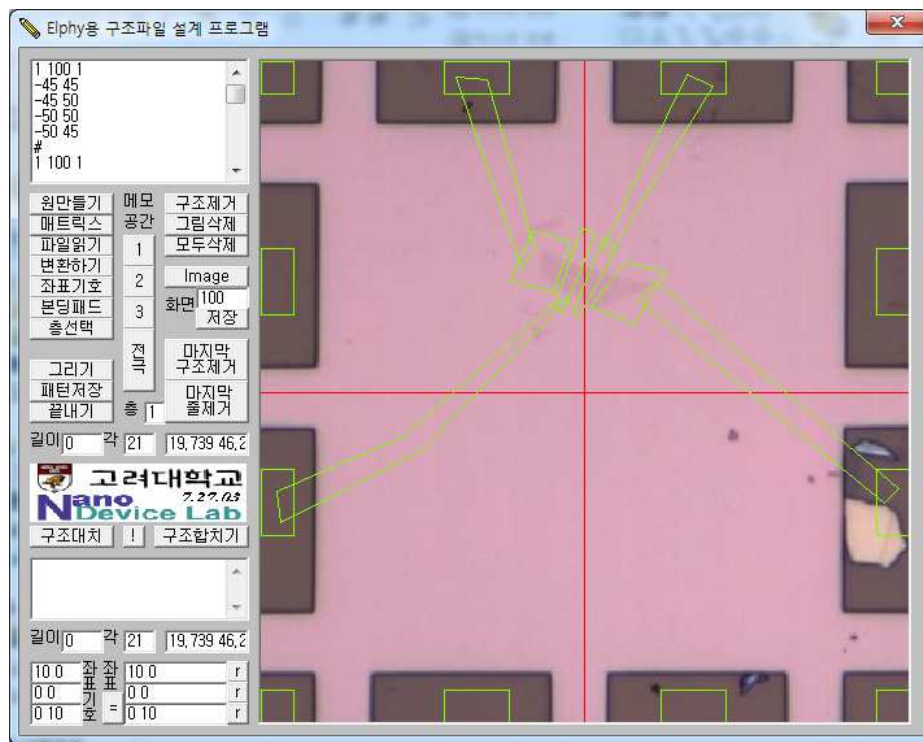 Elphy용 구조파일 설계 프로그램
1 100 1
-45 45
-45 50
-50 50
-50 45
#
1 100 1
원만들기
매트릭스
파일읽기
변환하기
좌표기호
본딩패드
층선택
메모
공간
1
2
3
전극
구조제거
그림삭제
모두삭제
Image
화면 100
저장
그리기
패턴저장
끝내기
층 1
마지막
구조제거
마지막
줄제거
길이 0 각 21 19,739 46,2
고려대학교
Nano 7.27.03
Device Lab
구조대치 ! 구조합치기
길이 0 각 21 19,739 46,2
10 0
0 0
0 10
좌표기호
좌표
=
10 0 r
0 0 r
0 10 r